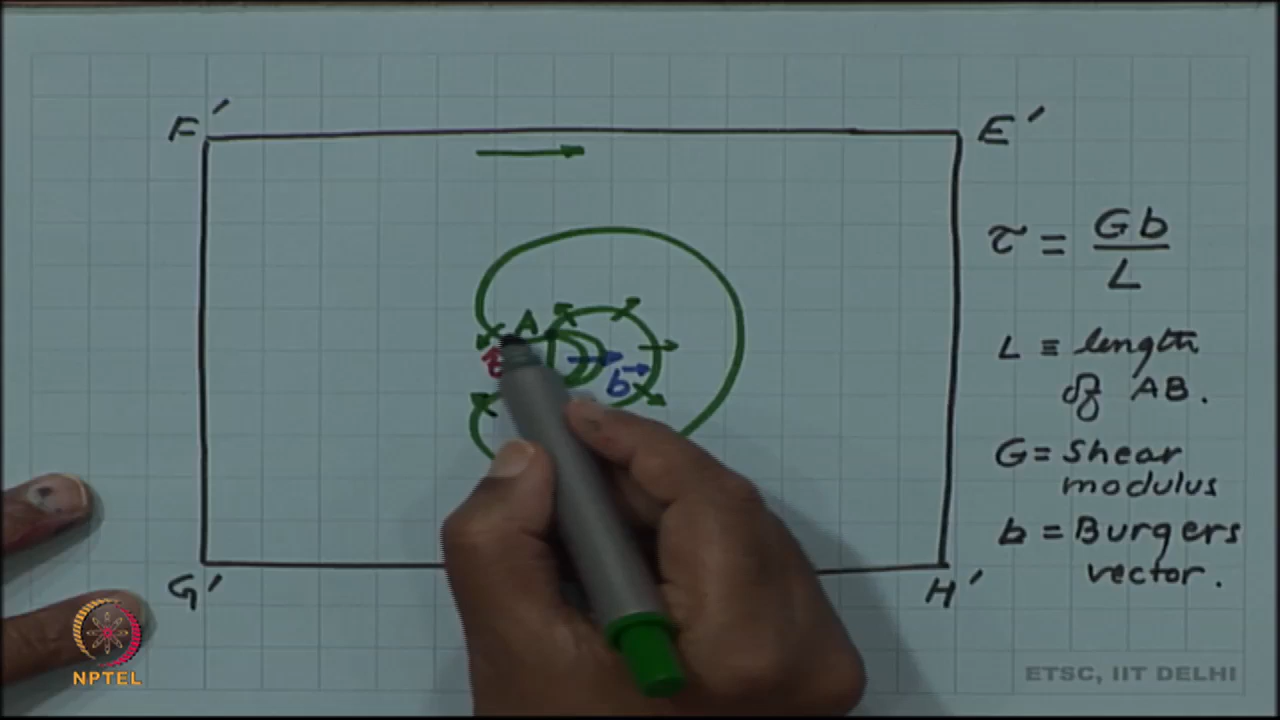 F′
E′
τ = Gb/L
A
b
L ≡ length
of AB.
G = Shear
modulus
b = Burgers
vector.
G′
H′
NPTEL
ETSC, IIT DELHI